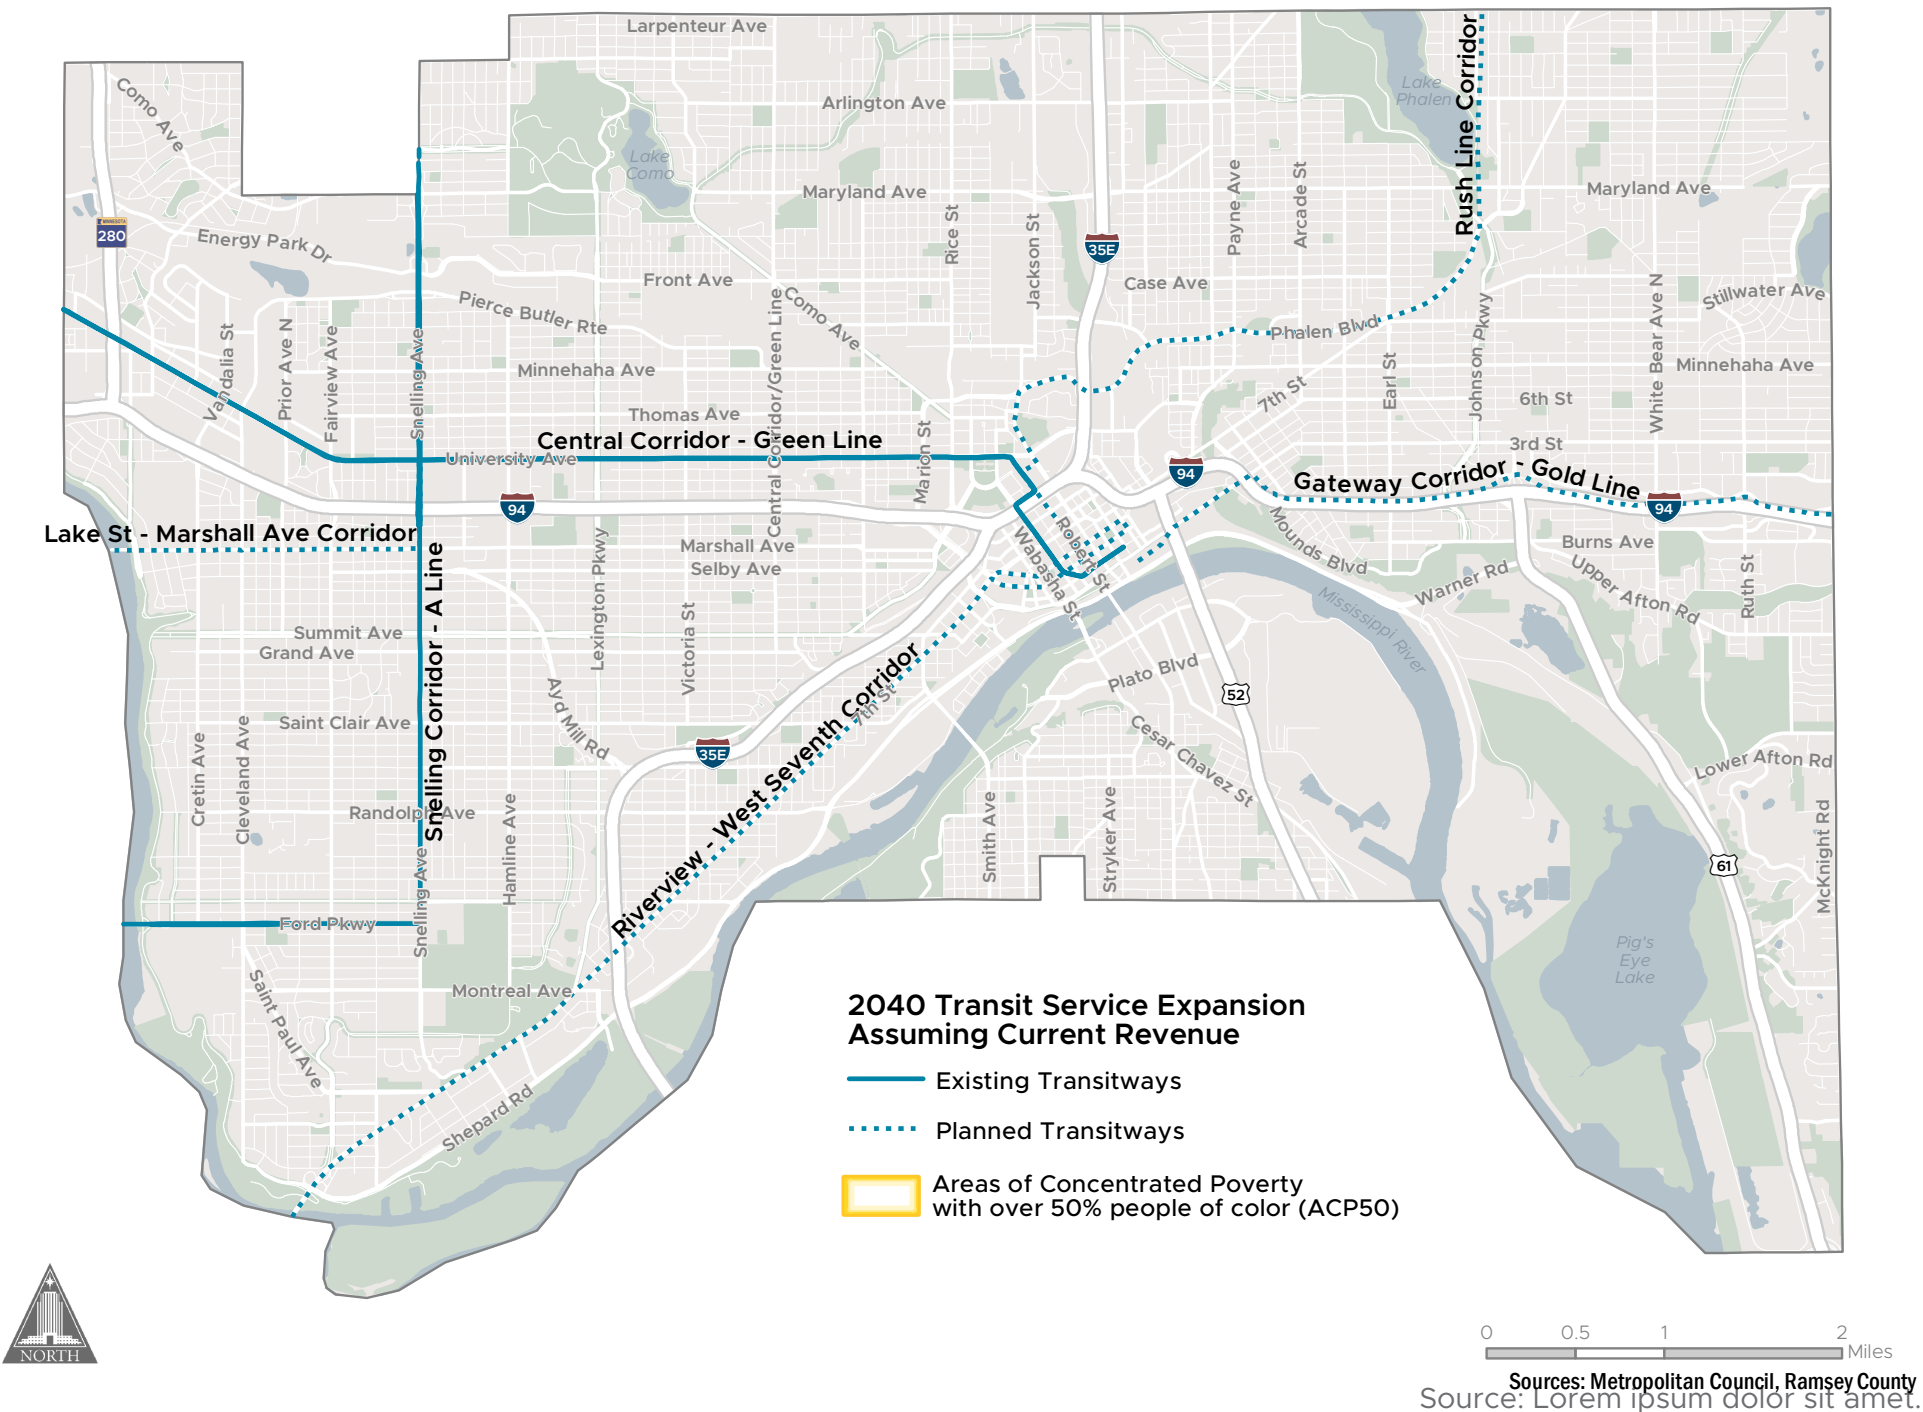 Larpenteur Ave
Como Ave
Arlington Ave
Lake
Phalen
Rush Line Corridor
Lake
Como
Maryland Ave
Maryland Ave
Payne Ave
Arcade St
Rice St
Jackson St
MINNESOTA
280
Energy Park Dr
35E
Front Ave
Case Ave
Pierce Butler Rte
Como Ave
Stillwater Ave
Phalen Blvd
Johnson Pkwy
White Bear Ave N
Vandalia St
Prior Ave N
Fairview Ave
Snelling Ave
Central Corridor/Green Line
Minnehaha Ave
Minnehaha Ave
7th St
Earl St
6th St
Thomas Ave
Marion St
Central Corridor - Green Line
University Ave
3rd St
94
Gateway Corridor - Gold Line
94
94
Lake St - Marshall Ave Corridor
Marshall Ave
Selby Ave
Robert St
Wabasha St
Mounds Blvd
Burns Ave
Warner Rd
Upper Afton Rd
Ruth St
Mississippi River
Snelling Corridor - A Line
Lexington Pkwy
Victoria St
Summit Ave
Grand Ave
Plato Blvd
52
Ayd Mill Rd
7th St
Saint Clair Ave
Cesar Chavez St
35E
Lower Afton Rd
Cretin Ave
Cleveland Ave
Riverview - West Seventh Corridor
Randolph Ave
Hamline Ave
Smith Ave
Stryker Ave
McKnight Rd
61
Snelling Ave
Ford Pkwy
Pig's
Eye
Lake
Saint Paul Ave
Montreal Ave
Shepard Rd
2040 Transit Service Expansion
Assuming Current Revenue
Existing Transitways
Planned Transitways
Areas of Concentrated Poverty
with over 50% people of color (ACP50)
NORTH
0 0.5 1 2
Miles
Sources: Metropolitan Council, Ramsey County
Source: Lorem ipsum dolor sit amet.